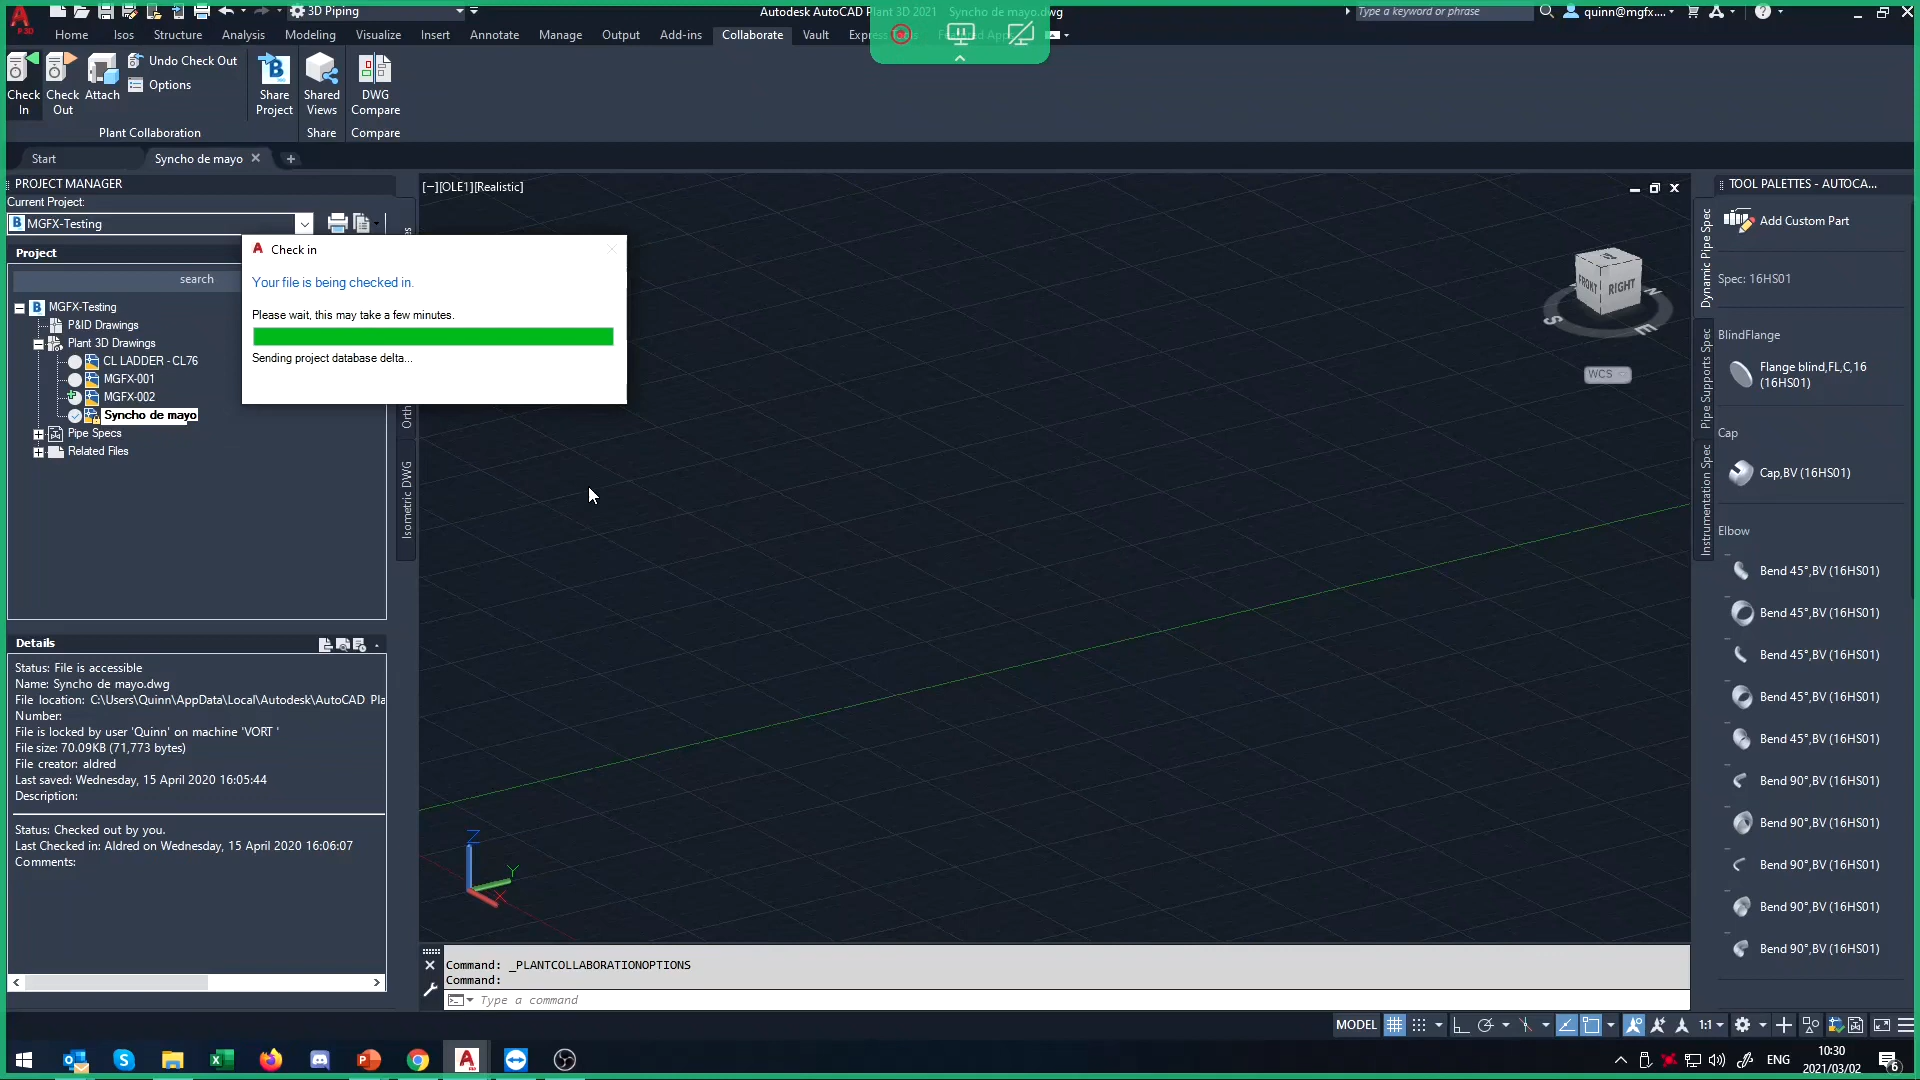 3D Piping
Autodesk AutoCAD Plant 3D 2021 Syncho de mayo.dwg
Type a keyword or phrase
quinn@mgfx....
Home Isos Structure Analysis Modeling Visualize Insert Annotate Manage Output Add-ins Collaborate Vault
Check In
Check Out
Attach
Undo Check Out
Options
Share Project
Shared Views
DWG Compare
Plant Collaboration
Share
Compare
Start
Syncho de mayo
PROJECT MANAGER
Current Project:
MGFX-Testing
Project
search
MGFX-Testing
P&ID Drawings
Plant 3D Drawings
CL LADDER - CL76
MGFX-001
MGFX-002
Syncho de mayo
Pipe Specs
Related Files
Isometric DWG
Check in
Your file is being checked in.
Please wait, this may take a few minutes.
Sending project database delta...
Details
Status: File is accessible
Name: Syncho de mayo.dwg
File location: C:\Users\Quinn\AppData\Local\Autodesk\AutoCAD Pla
Number:
File is locked by user 'Quinn' on machine 'VORT '
File size: 70.09KB (71,773 bytes)
File creator: aldred
Last saved: Wednesday, 15 April 2020 16:05:44
Description:
Status: Checked out by you.
Last Checked in: Aldred on Wednesday, 15 April 2020 16:06:07
Comments:
[−][OLE1][Realistic]
FRONT
RIGHT
S
E
N
WCS
Z
Y
X
Command: _PLANTCOLLABORATIONOPTIONS
Command:
Type a command
TOOL PALETTES - AUTOCA...
Dynamic Pipe Spec
Pipe Supports Spec
Instrumentation Spec
Add Custom Part
Spec: 16HS01
BlindFlange
Flange blind,FL,C,16
(16HS01)
Cap
Cap,BV (16HS01)
Elbow
Bend 45°,BV (16HS01)
Bend 45°,BV (16HS01)
Bend 45°,BV (16HS01)
Bend 45°,BV (16HS01)
Bend 45°,BV (16HS01)
Bend 90°,BV (16HS01)
Bend 90°,BV (16HS01)
Bend 90°,BV (16HS01)
Bend 90°,BV (16HS01)
Bend 90°,BV (16HS01)
MODEL
1:1
ENG
10:30
2021/03/02
6